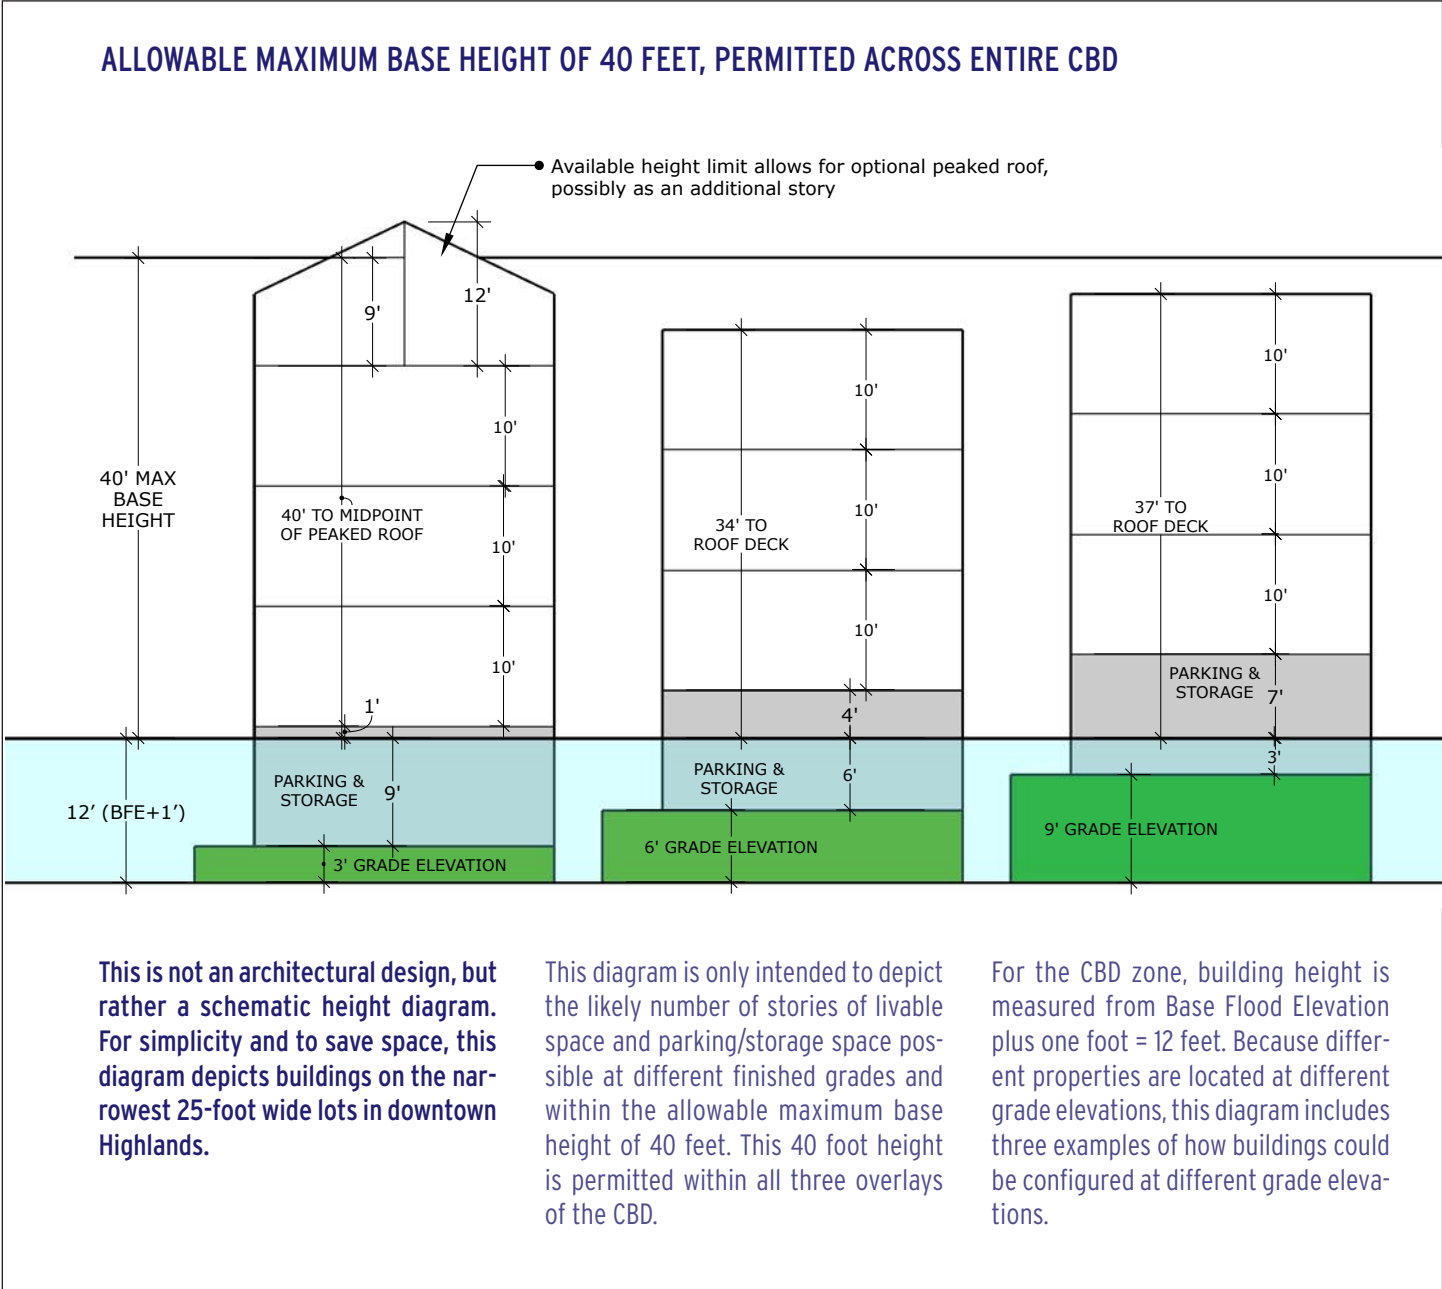 ALLOWABLE MAXIMUM BASE HEIGHT OF 40 FEET, PERMITTED ACROSS ENTIRE CBD
Available height limit allows for optional peaked roof,
possibly as an additional story
40' MAX
BASE
HEIGHT
12' (BFE+1')
9'
12'
10'
40' TO MIDPOINT
OF PEAKED ROOF
10'
10'
1'
PARKING &
STORAGE
9'
3' GRADE ELEVATION
10'
34' TO
ROOF DECK
10'
10'
4'
PARKING &
STORAGE
6'
6' GRADE ELEVATION
10'
10'
37' TO
ROOF DECK
10'
PARKING &
STORAGE
7'
3'
9' GRADE ELEVATION
This is not an architectural design, but
rather a schematic height diagram.
For simplicity and to save space, this
diagram depicts buildings on the nar-
rowest 25-foot wide lots in downtown
Highlands.
This diagram is only intended to depict
the likely number of stories of livable
space and parking/storage space pos-
sible at different finished grades and
within the allowable maximum base
height of 40 feet. This 40 foot height
is permitted within all three overlays
of the CBD.
For the CBD zone, building height is
measured from Base Flood Elevation
plus one foot = 12 feet. Because differ-
ent properties are located at different
grade elevations, this diagram includes
three examples of how buildings could
be configured at different grade eleva-
tions.